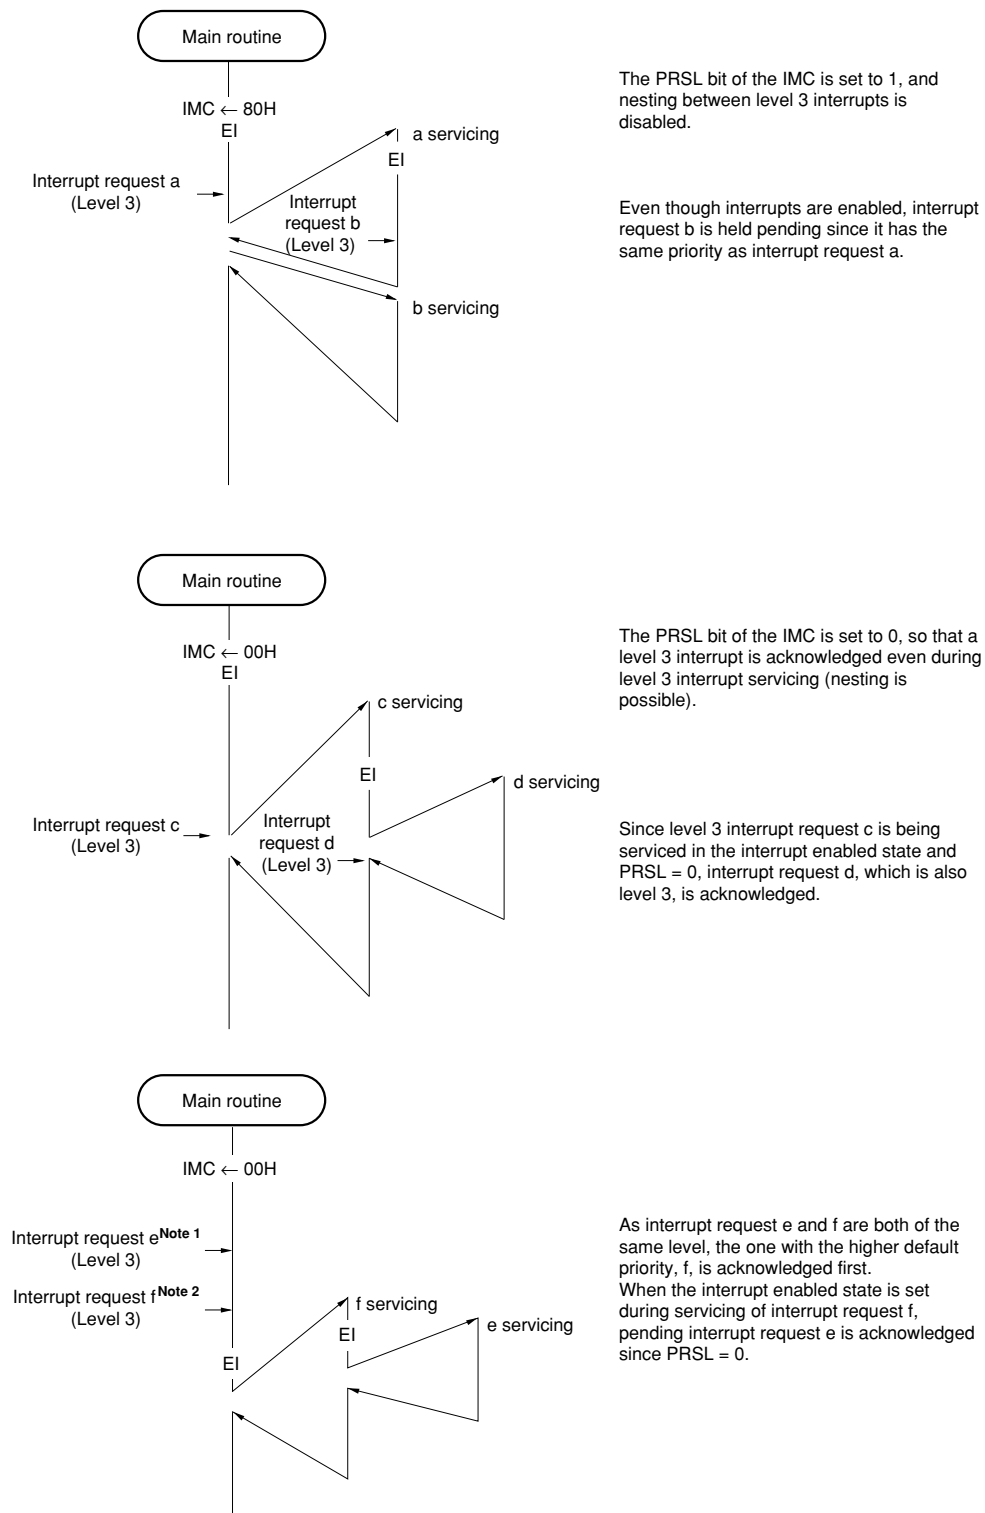 Main routine
IMC ← 80H
EI
a servicing
EI
Interrupt request a
(Level 3)
Interrupt
request b
(Level 3)
b servicing
The PRSL bit of the IMC is set to 1, and
nesting between level 3 interrupts is
disabled.
Even though interrupts are enabled, interrupt
request b is held pending since it has the
same priority as interrupt request a.
Main routine
IMC ← 00H
EI
c servicing
EI
d servicing
Interrupt request c
(Level 3)
Interrupt
request d
(Level 3)
The PRSL bit of the IMC is set to 0, so that a
level 3 interrupt is acknowledged even during
level 3 interrupt servicing (nesting is
possible).
Since level 3 interrupt request c is being
serviced in the interrupt enabled state and
PRSL = 0, interrupt request d, which is also
level 3, is acknowledged.
Main routine
IMC ← 00H
Interrupt request e Note 1
(Level 3)
Interrupt request f Note 2
(Level 3)
f servicing
EI
e servicing
EI
As interrupt request e and f are both of the
same level, the one with the higher default
priority, f, is acknowledged first.
When the interrupt enabled state is set
during servicing of interrupt request f,
pending interrupt request e is acknowledged
since PRSL = 0.